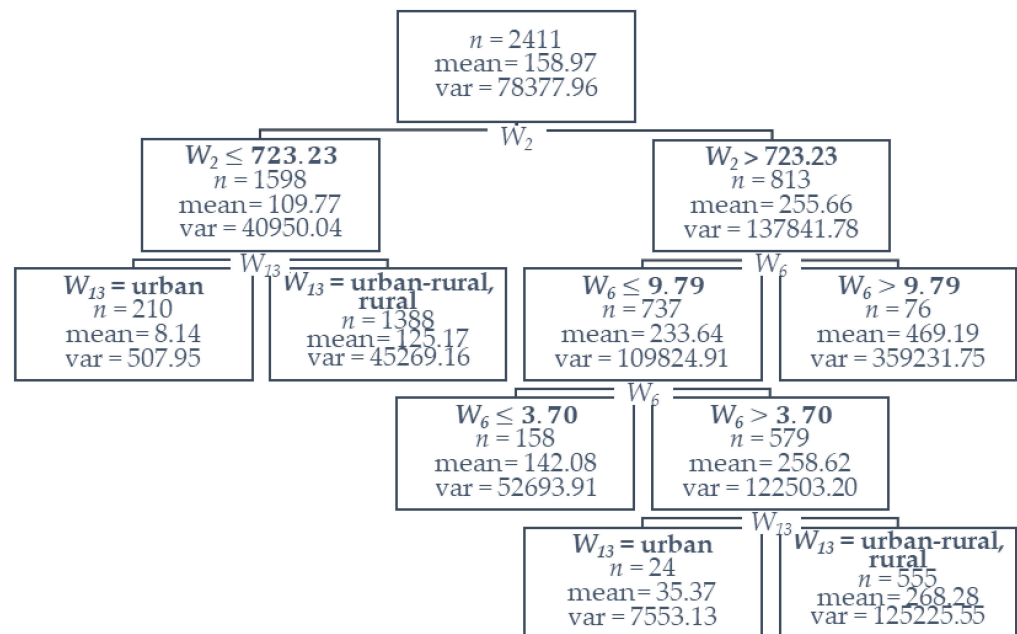 n = 2411
mean= 158.97
var = 78377.96
W₂
W₂ ≤ 723.23
n = 1598
mean= 109.77
var = 40950.04
W₂ > 723.23
n = 813
mean= 255.66
var = 137841.78
W₁₃
W₁₃ = urban
n = 210
mean= 8.14
var = 507.95
W₁₃ = urban-rural,
rural
n = 1388
mean= 125.17
var = 45269.16
W₆
W₆ ≤ 9.79
n = 737
mean= 233.64
var = 109824.91
W₆ > 9.79
n = 76
mean= 469.19
var = 359231.75
W₆
W₆ ≤ 3.70
n = 158
mean= 142.08
var = 52693.91
W₆ > 3.70
n = 579
mean= 258.62
var = 122503.20
W₁₃
W₁₃ = urban
n = 24
mean= 35.37
var = 7553.13
W₁₃ = urban-rural,
rural
n = 555
mean= 268.28
var = 125225.55